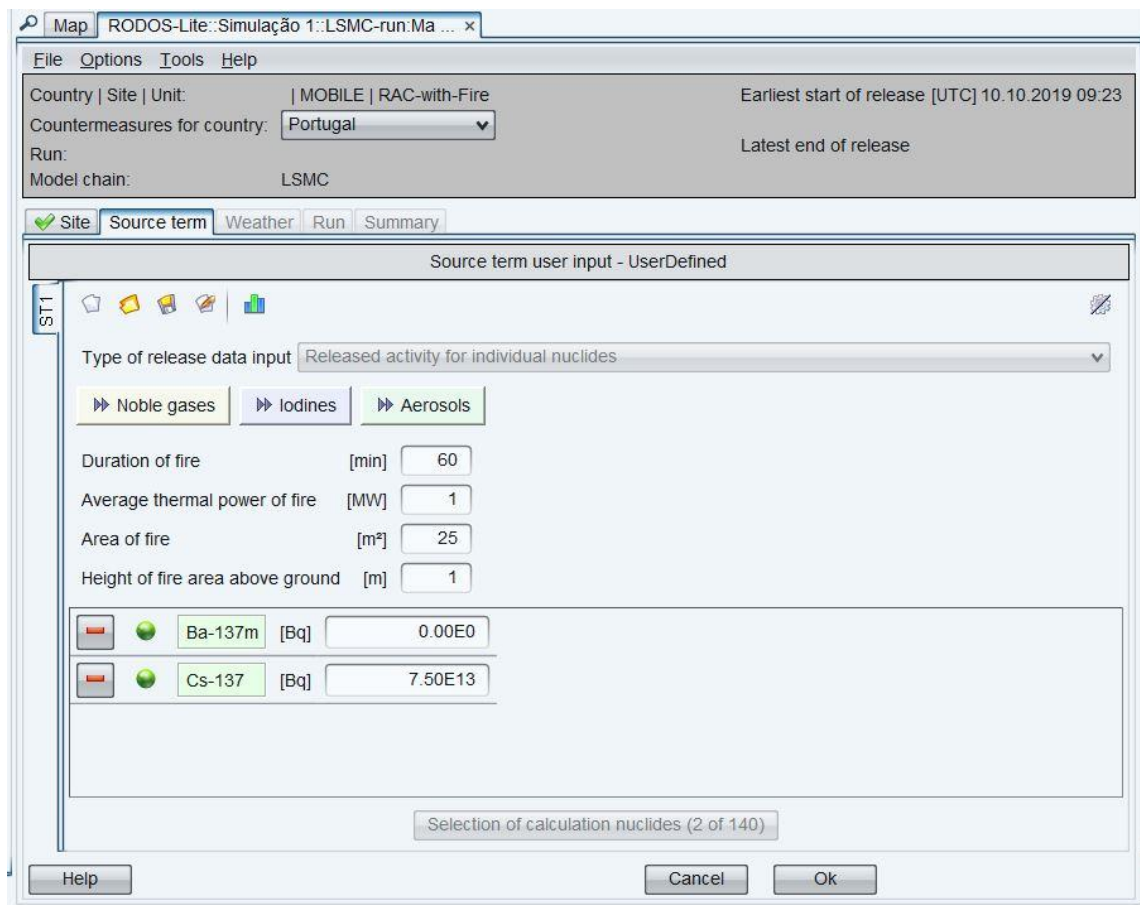 Map RODOS-Lite::Simulação 1::LSMC-run:Ma ... ×
File Options Tools Help
Country | Site | Unit: | MOBILE | RAC-with-Fire Earliest start of release [UTC] 10.10.2019 09:23
Countermeasures for country: Portugal
Latest end of release
Run:
Model chain: LSMC
Site Source term Weather Run Summary
Source term user input - UserDefined
ST1
Type of release data input Released activity for individual nuclides
Noble gases Iodines Aerosols
Duration of fire [min] 60
Average thermal power of fire [MW] 1
Area of fire [m²] 25
Height of fire area above ground [m] 1
Ba-137m [Bq] 0.00E0
Cs-137 [Bq] 7.50E13
Selection of calculation nuclides (2 of 140)
Help Cancel Ok